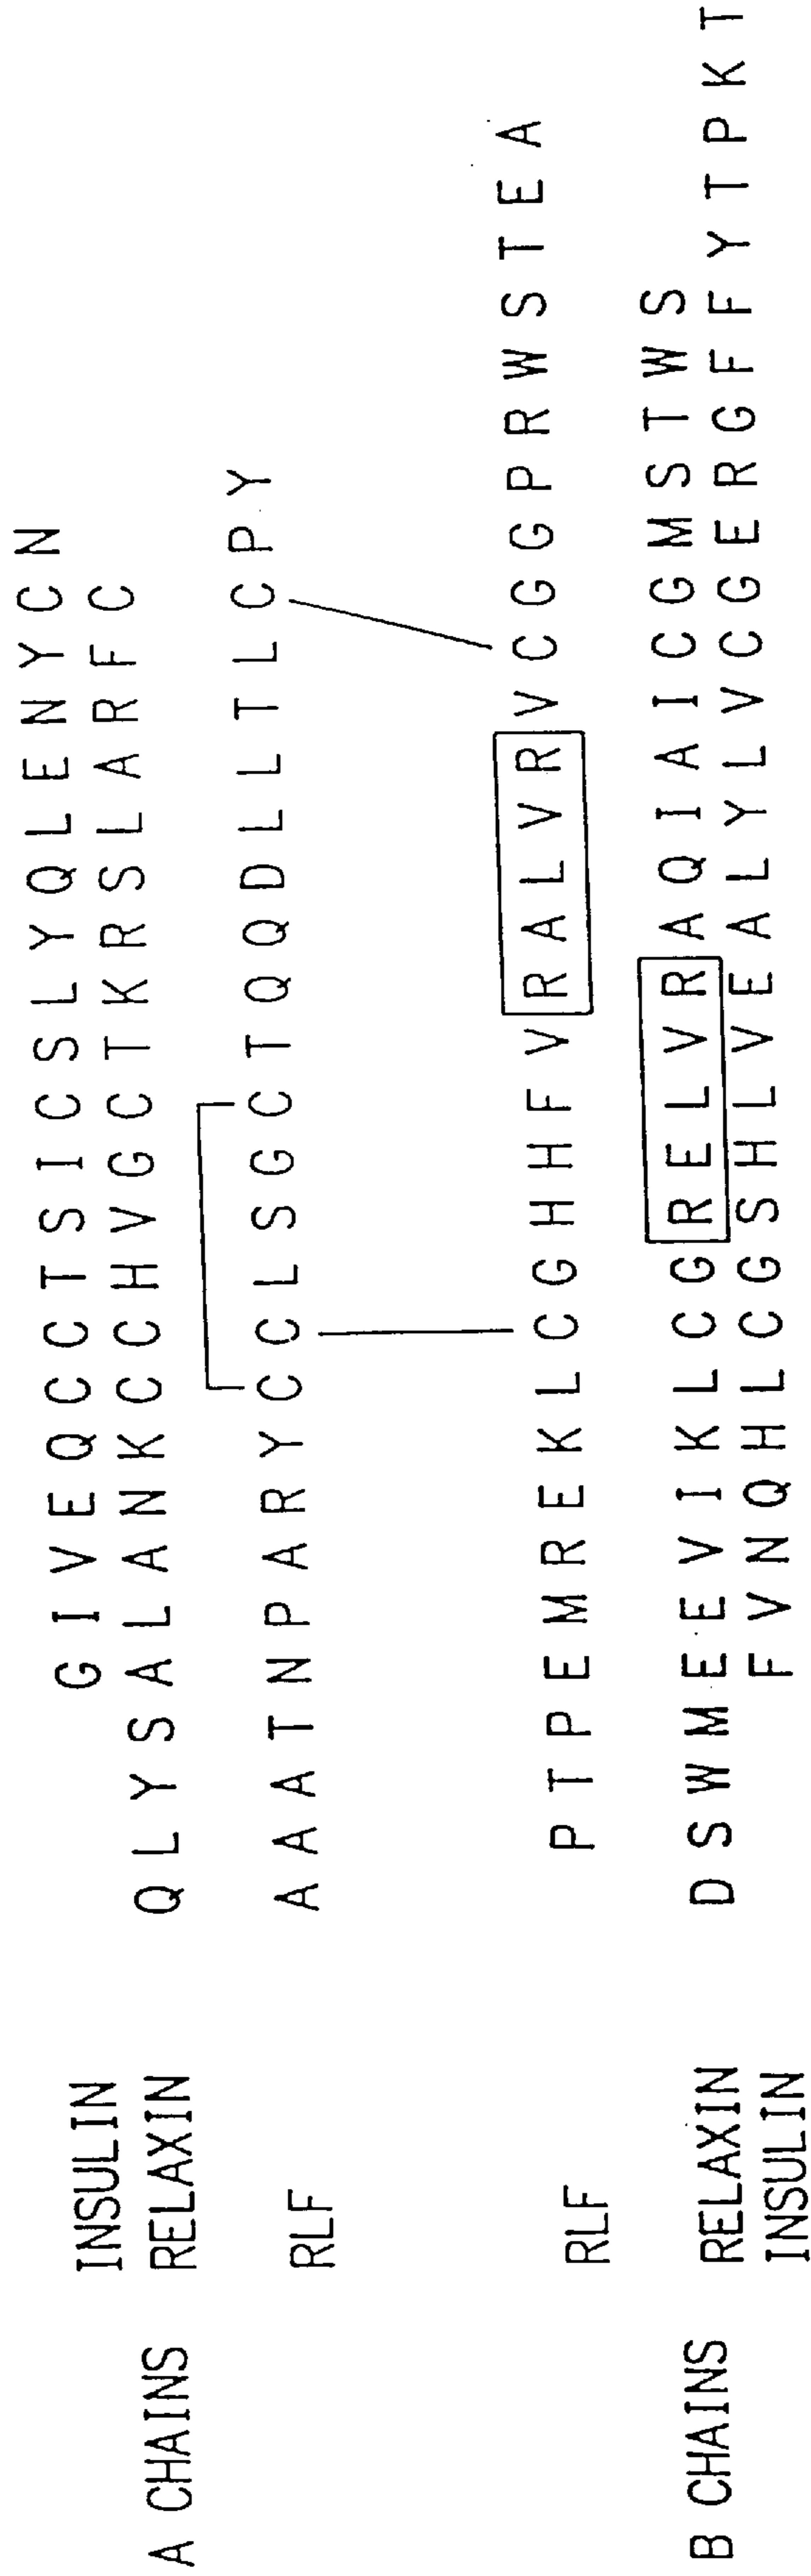 INSULIN G I V E Q C C T S I C S L Y Q L E N Y C N
A CHAINS RELAXIN Q L Y S A L A N K C C H V G C T K R S L A R F C
RLF A A A T N P A R Y C C L S G C T Q Q D L L T L C P Y
RLF P T P E M R E K L C G H H F V R A L V R V C G G P R W S T E A
B CHAINS RELAXIN D S W M E E V I K L C G R E L V R A Q I A I C G M S T W S
INSULIN F V N Q H L C G S H L V E A L Y L V C G E R G F F Y T P K T